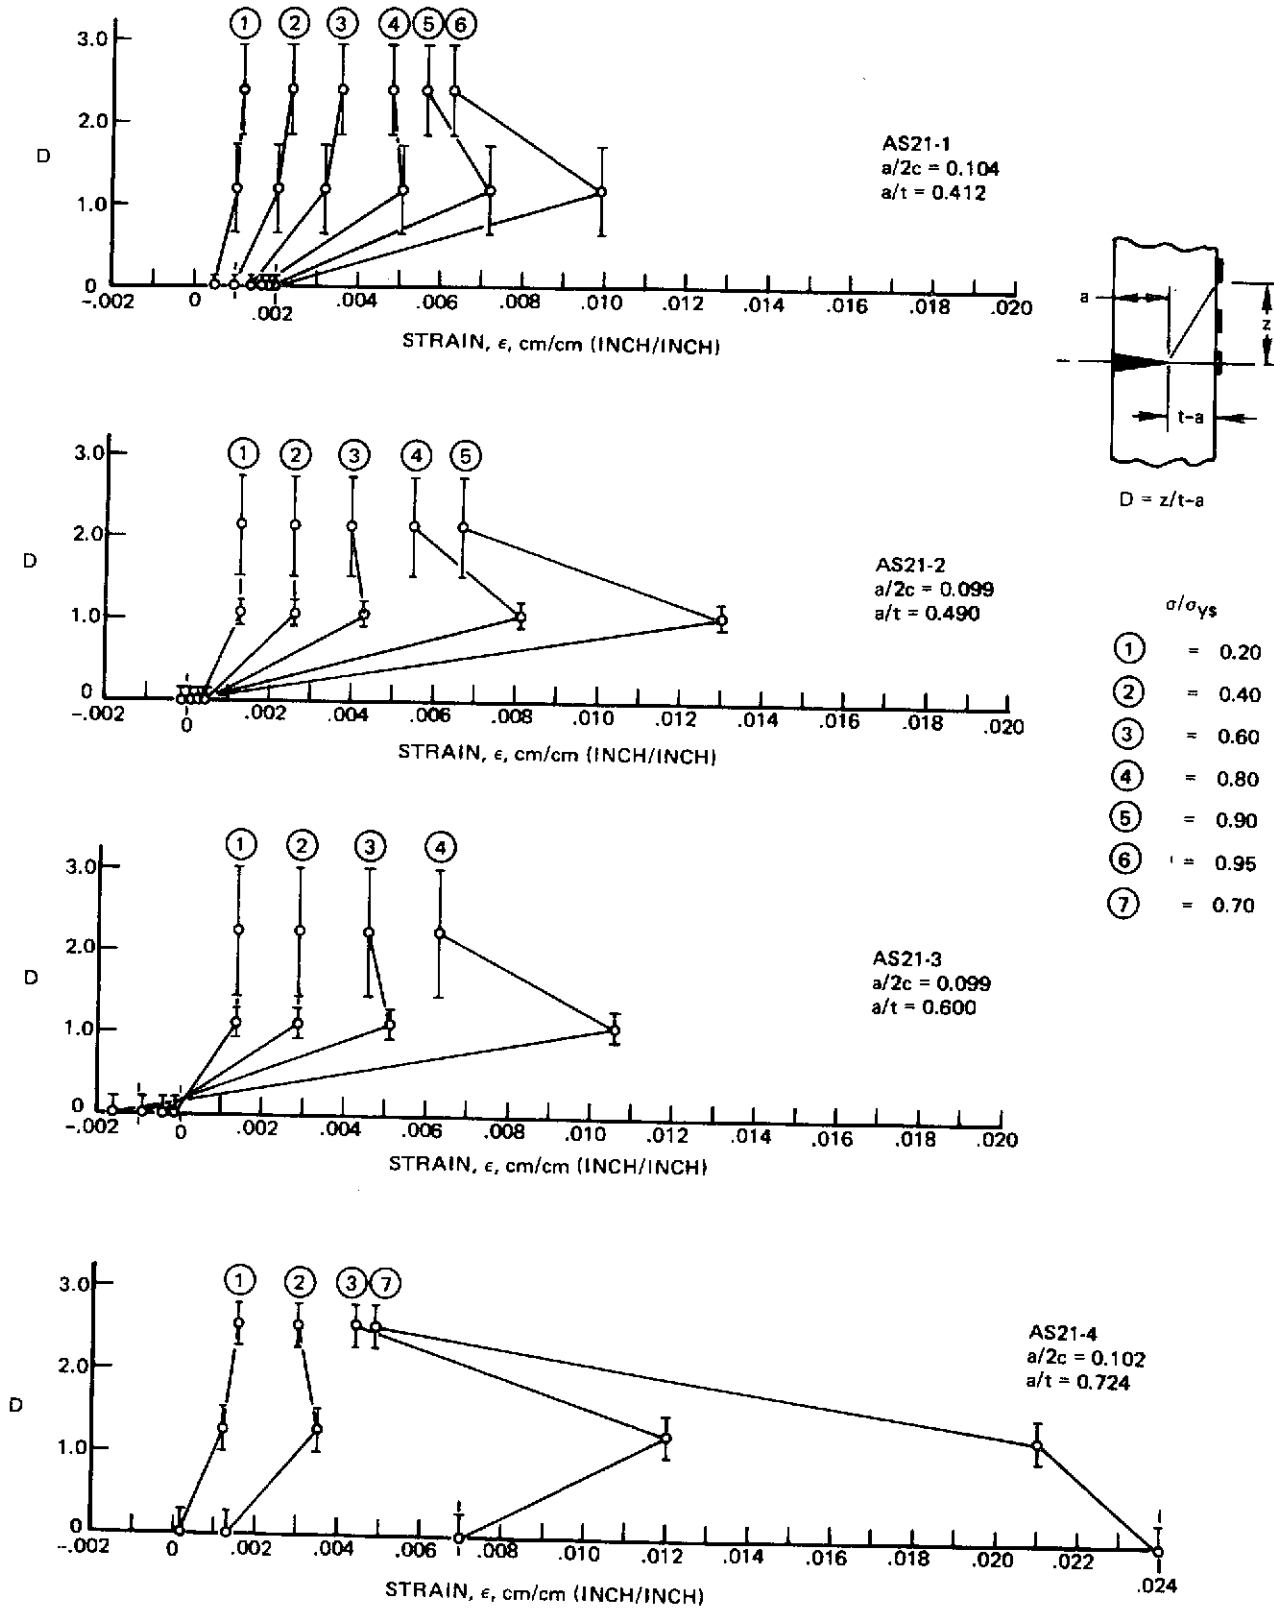 ① ② ③ ④ ⑤ ⑥
3.0
2.0
D
1.0
0
-.002 0 .002 .004 .006 .008 .010 .012 .014 .016 .018 .020
STRAIN, ε, cm/cm (INCH/INCH)
AS21-1
a/2c = 0.104
a/t = 0.412
a
z
t-a
D = z/t-a
① ② ③ ④ ⑤
3.0
2.0
D
1.0
0
-.002 0 .002 .004 .006 .008 .010 .012 .014 .016 .018 .020
STRAIN, ε, cm/cm (INCH/INCH)
AS21-2
a/2c = 0.099
a/t = 0.490
σ/σYS
① = 0.20
② = 0.40
③ = 0.60
④ = 0.80
⑤ = 0.90
⑥ = 0.95
⑦ = 0.70
① ② ③ ④
3.0
2.0
D
1.0
0
-.002 0 .002 .004 .006 .008 .010 .012 .014 .016 .018 .020
STRAIN, ε, cm/cm (INCH/INCH)
AS21-3
a/2c = 0.099
a/t = 0.600
① ② ③ ⑦
3.0
2.0
D
1.0
0
-.002 0 .002 .004 .006 .008 .010 .012 .014 .016 .018 .020 .022 .024
STRAIN, ε, cm/cm (INCH/INCH)
AS21-4
a/2c = 0.102
a/t = 0.724